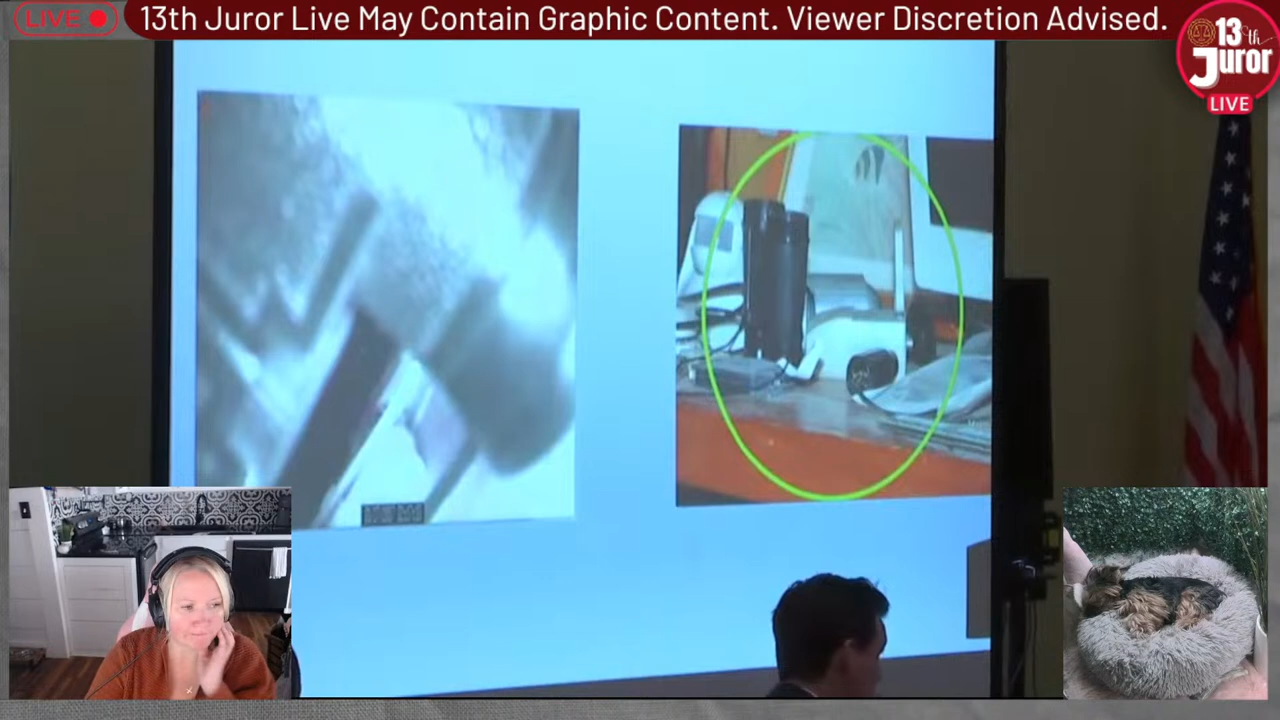 LIVE
13th Juror Live May Contain Graphic Content. Viewer Discretion Advised.
13th
Juror
LIVE